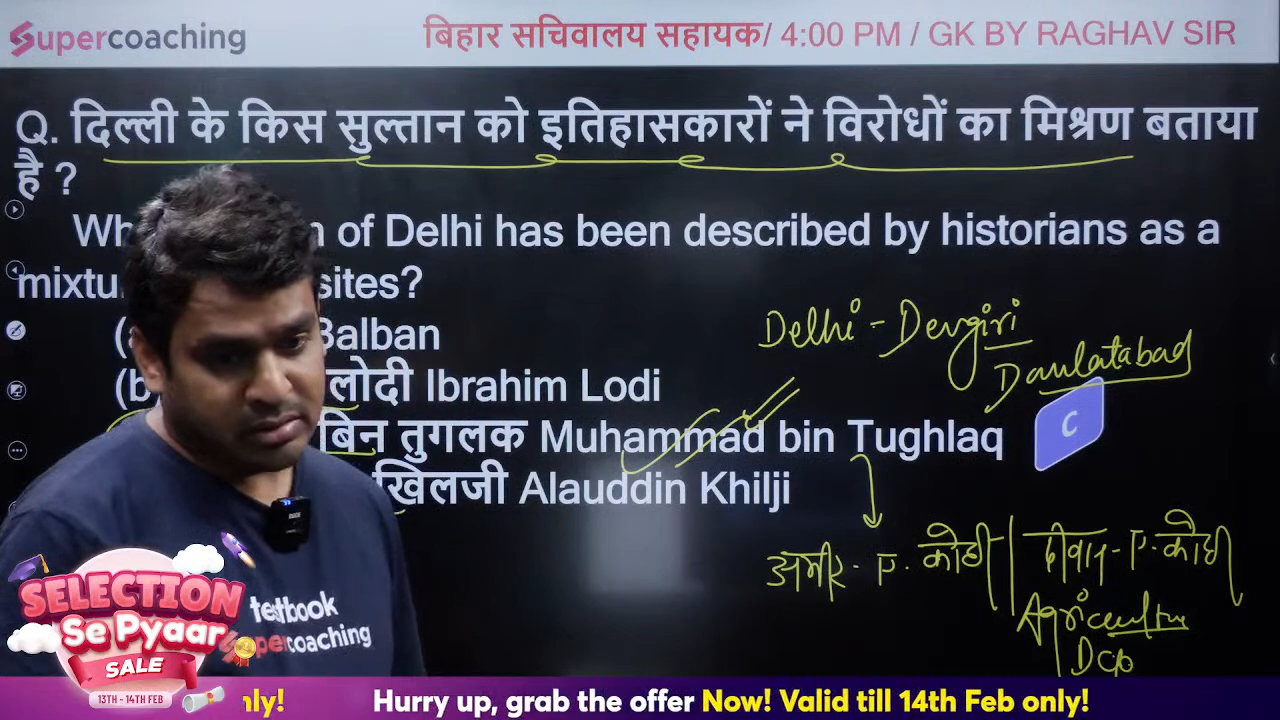 Supercoaching
बिहार सचिवालय सहायक/ 4:00 PM / GK BY RAGHAV SIR
Q. दिल्ली के किस सुल्तान को इतिहासकारों ने विरोधों का मिश्रण बताया
है ?
of Delhi has been described by historians as a
Balban
लोदी Ibrahim Lodi
बिन तुगलक Muhammad bin Tughlaq
खिलजी Alauddin Khilji
Delhi - Devgiri
Daulatabad
C
अमीर - ए - कोही | दीवान - ए - कोही
Agriculture
testbook
supercoaching
SELECTION
Se Pyaar
SALE
13TH - 14TH FEB
nly!
Hurry up, grab the offer Now! Valid till 14th Feb only!